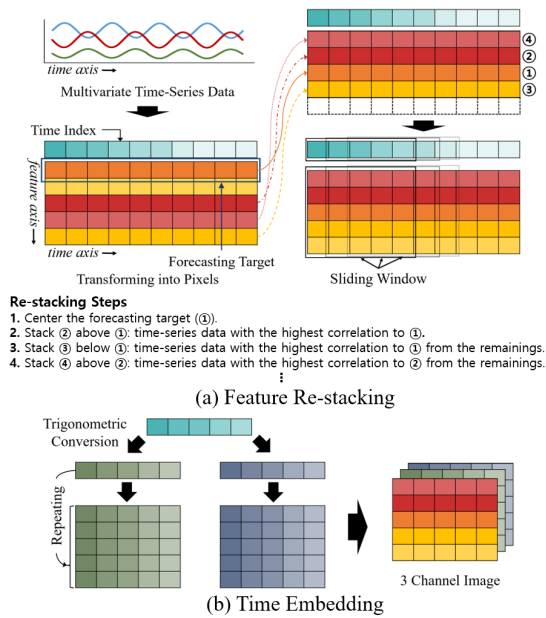 time axis
Multivariate Time-Series Data
Time Index
feature axis
time axis
Forecasting Target
Transforming into Pixels
④
②
①
③
Sliding Window
Re-stacking Steps
1. Center the forecasting target (①).
2. Stack ② above ①: time-series data with the highest correlation to ①.
3. Stack ③ below ①: time-series data with the highest correlation to ① from the remainings.
4. Stack ④ above ②: time-series data with the highest correlation to ② from the remainings.
⋮
(a) Feature Re-stacking
Trigonometric
Conversion
Repeating
3 Channel Image
(b) Time Embedding